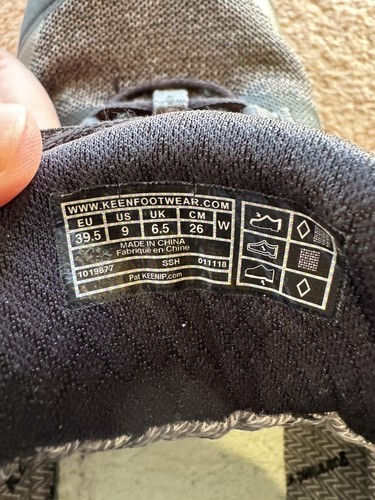 WWW.KEENFOOTWEAR.COM
EU US UK CM W
39.5 9 6.5 26
MADE IN CHINA
Fabriqué en Chine
1019877 SSH 011118
Pat KEENIP.com